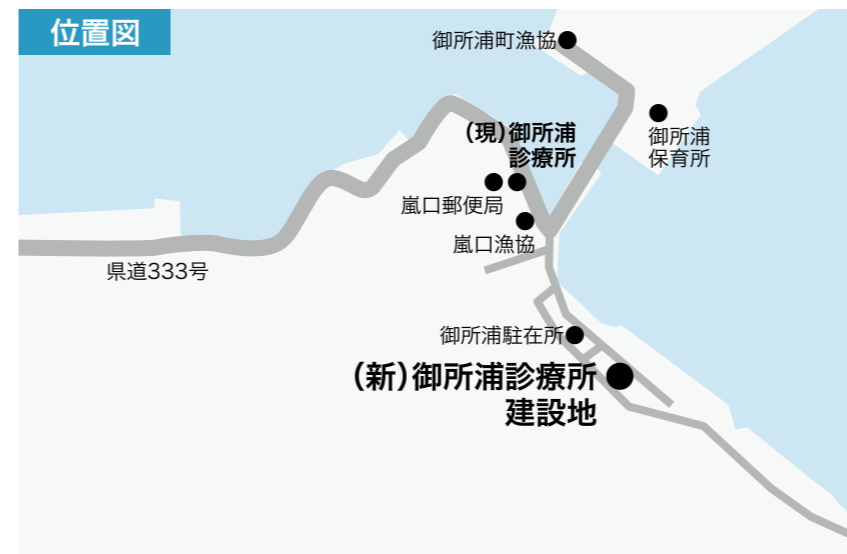 位置図
御所浦町漁協
(現)御所浦
診療所
御所浦
保育所
嵐口郵便局
嵐口漁協
県道333号
御所浦駐在所
(新)御所浦診療所
建設地